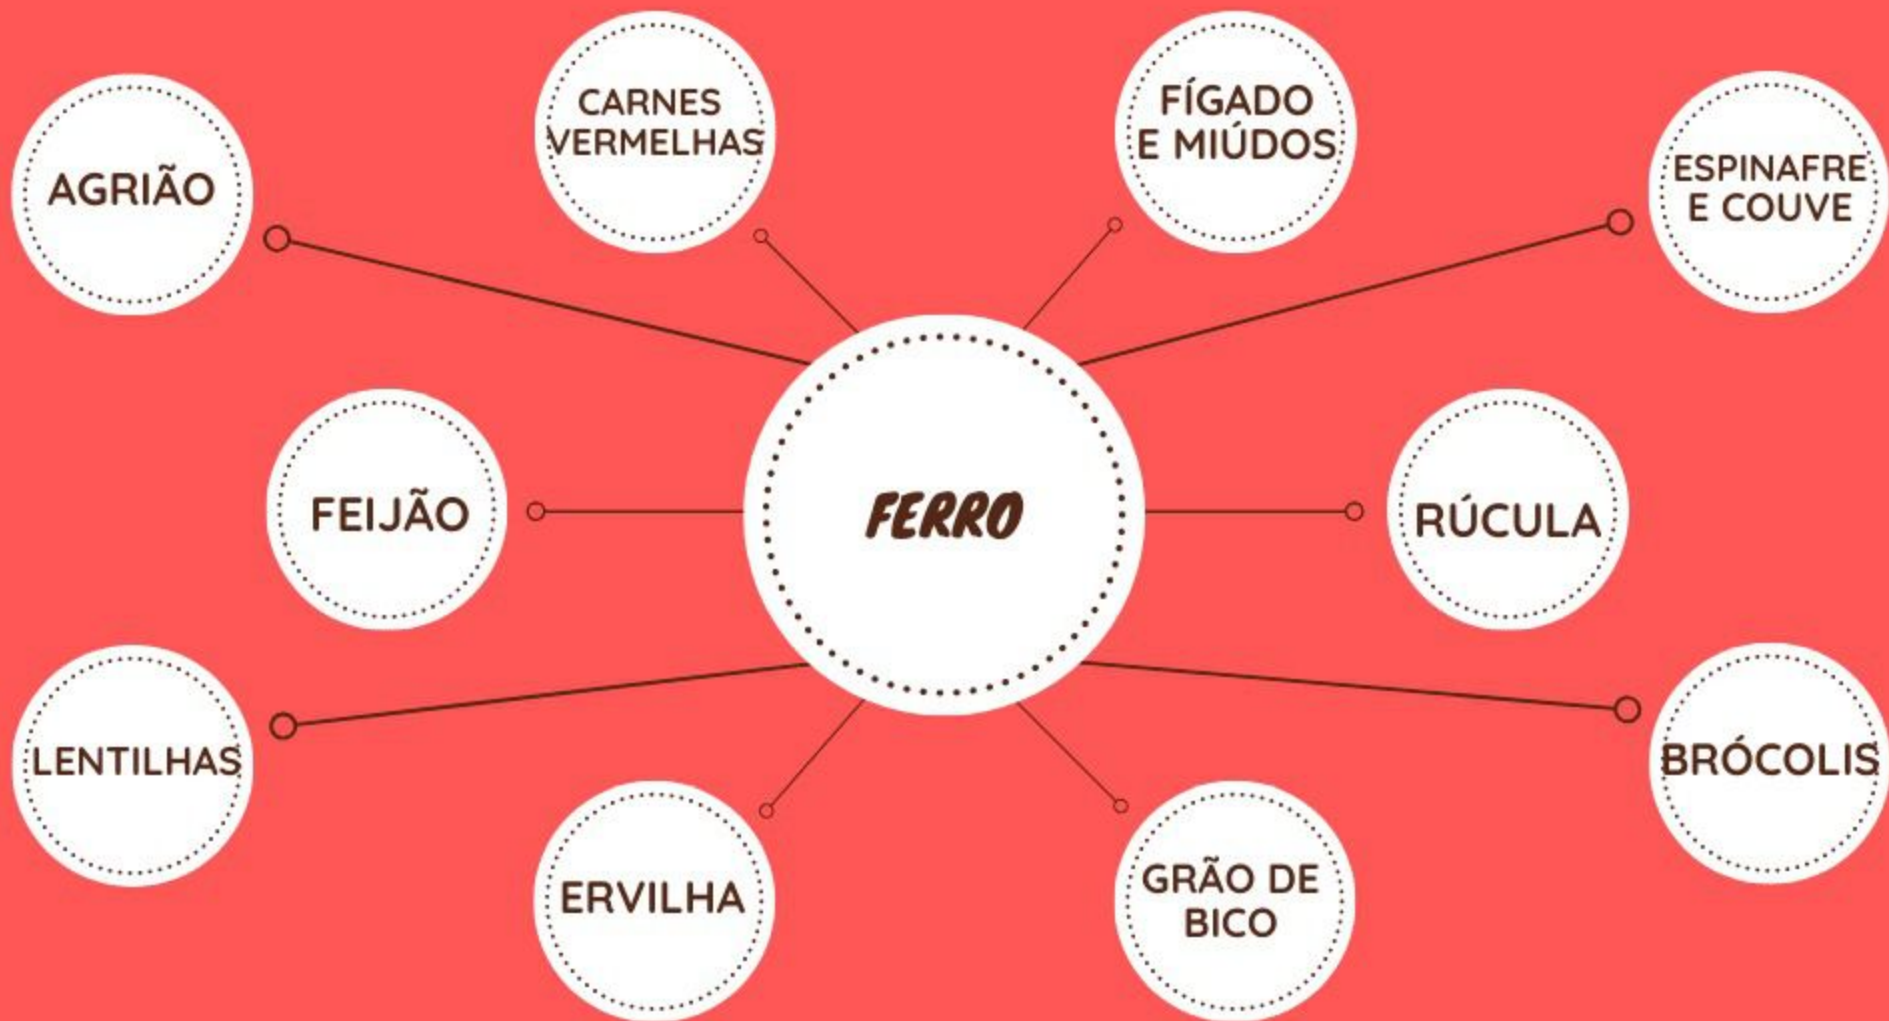 CARNES
VERMELHAS
FÍGADO
E MIÚDOS
AGRIÃO
ESPINAFRE
E COUVE
FEIJÃO
FERRO
RÚCULA
LENTILHAS
BRÓCOLIS
ERVILHA
GRÃO DE
BICO